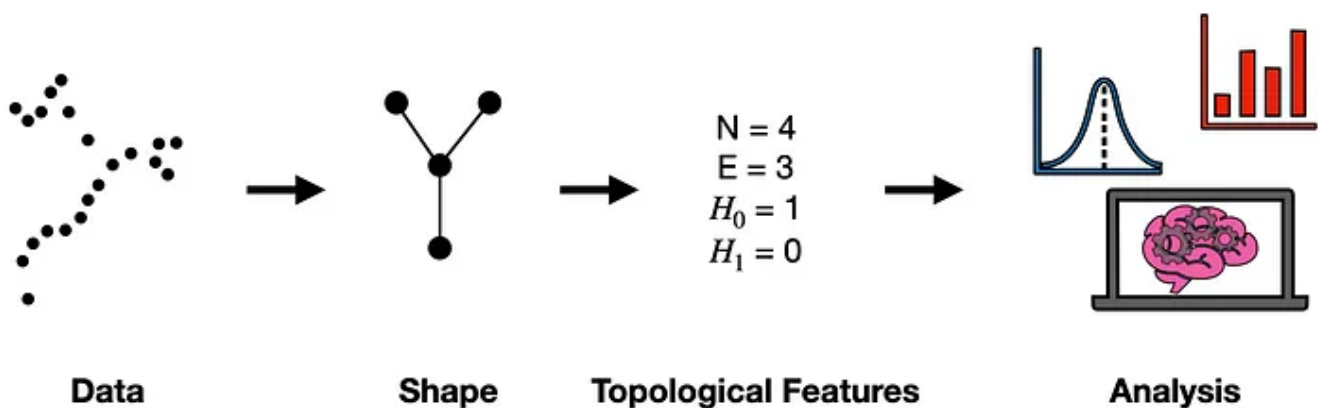 N = 4
E = 3
H₀ = 1
H₁ = 0
Data
Shape
Topological Features
Analysis